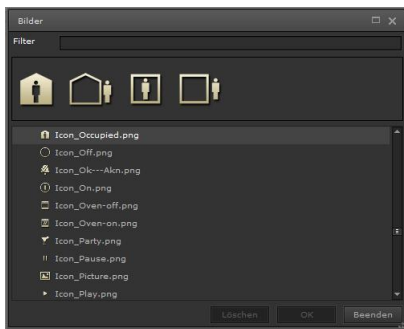 Bilder
Filter
Icon_Occupied.png
Icon_Off.png
Icon_Ok---Akn.png
Icon_On.png
Icon_Oven-off.png
Icon_Oven-on.png
Icon_Party.png
Icon_Pause.png
Icon_Picture.png
Icon_Play.png
Löschen OK Beenden